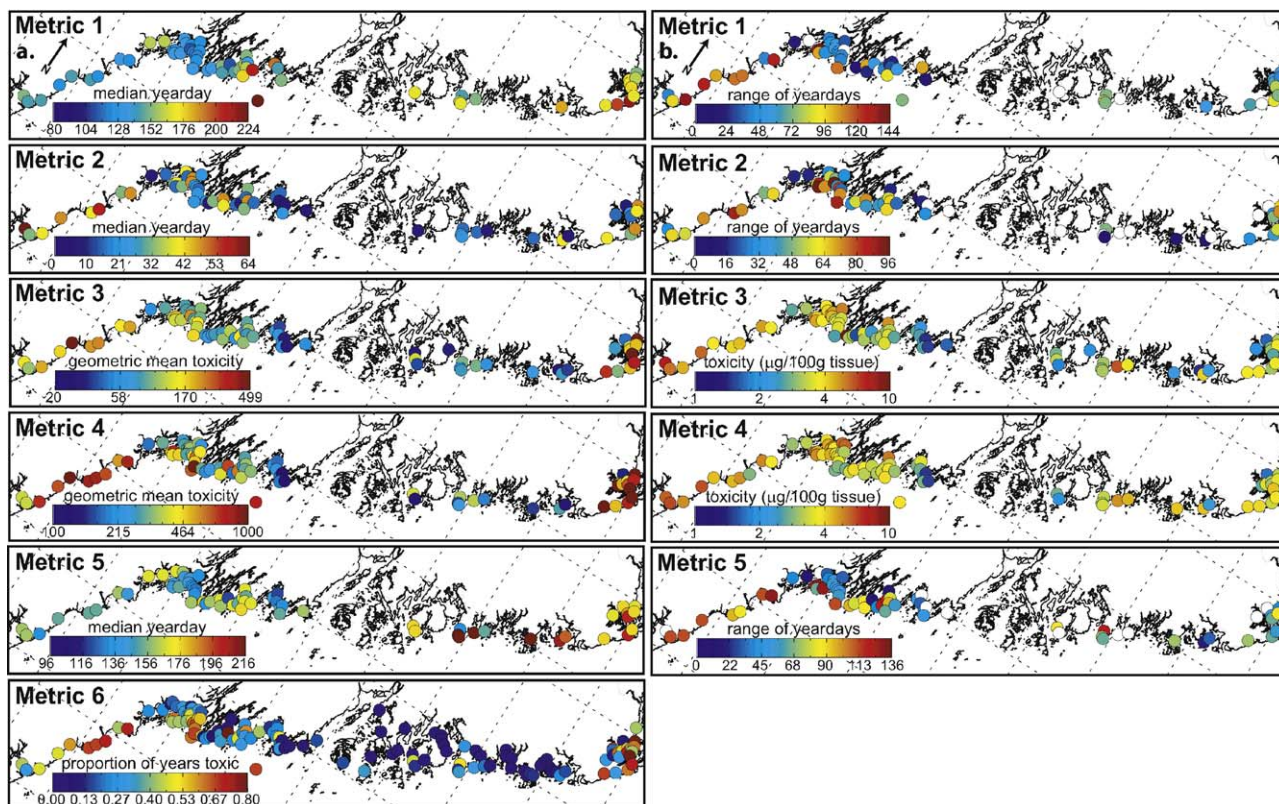 Metric 1
a.
median yearday
80 104 128 152 176 200 224
Metric 2
median yearday
0 10 21 32 42 53 64
Metric 3
geometric mean toxicity
20 58 170 499
Metric 4
geometric mean toxicity
100 215 464 1000
Metric 5
median yearday
96 116 136 156 176 196 216
Metric 6
proportion of years toxic
0.00 0.13 0.27 0.40 0.53 0.67 0.80
Metric 1
b.
range of yeardays
0 24 48 72 96 120 144
Metric 2
range of yeardays
0 16 32 48 64 80 96
Metric 3
toxicity (µg/100g tissue)
1 2 4 10
Metric 4
toxicity (µg/100g tissue)
1 2 4 10
Metric 5
range of yeardays
0 22 45 68 90 113 136